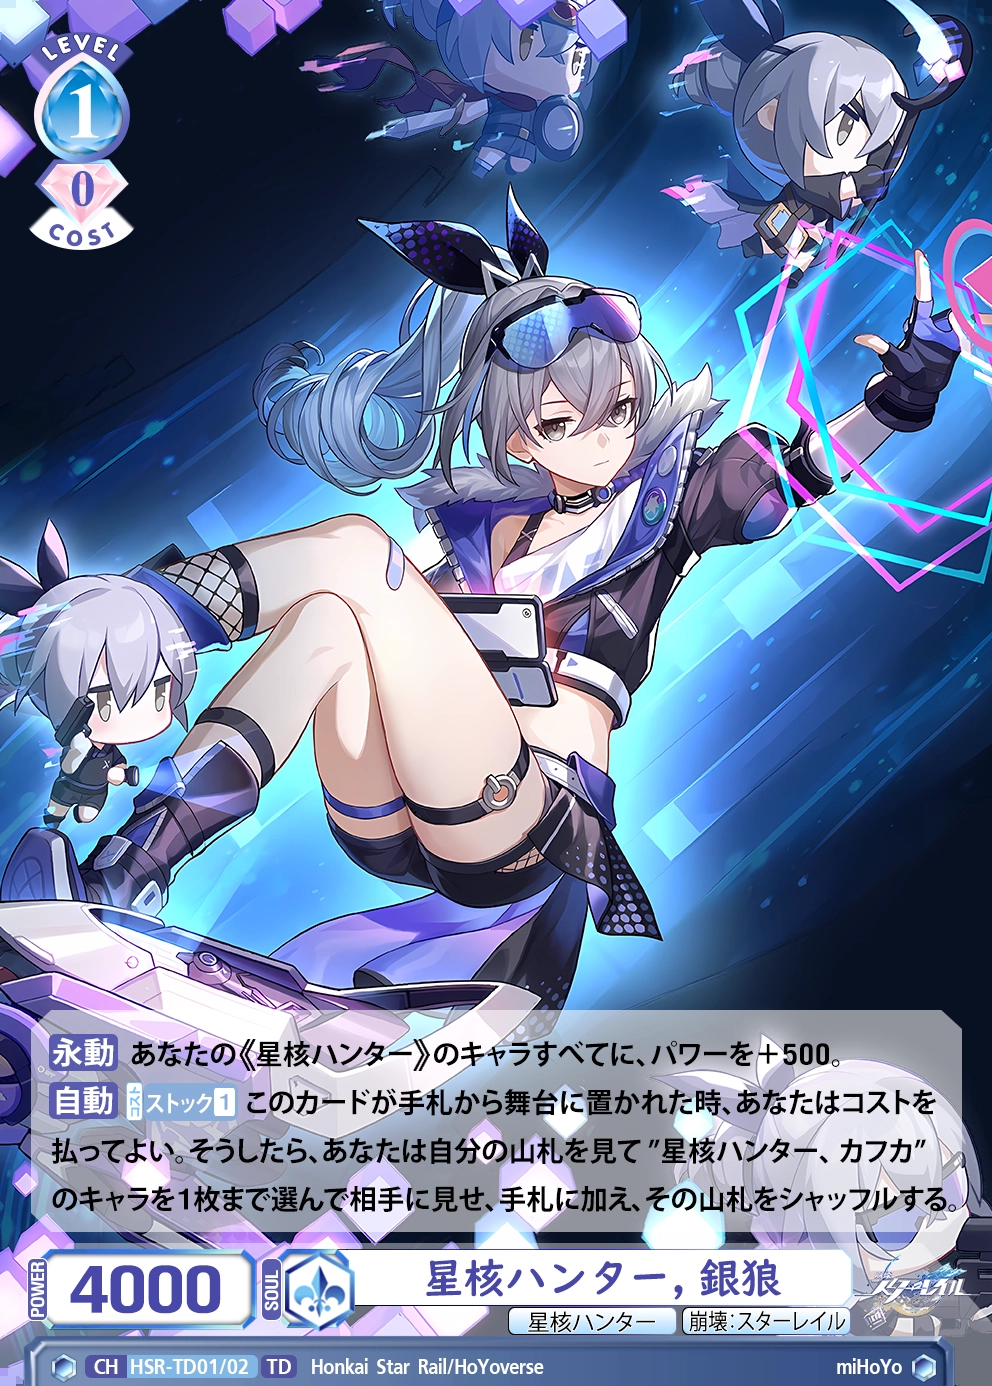 LEVEL
1
0
COST
永動 あなたの《星核ハンター》のキャラすべてに、パワーを＋500。
自動 ストック1 このカードが手札から舞台に置かれた時、あなたはコストを
払ってよい。そうしたら、あなたは自分の山札を見て ″星核ハンター、カフカ″
のキャラを1枚まで選んで相手に見せ、手札に加え、その山札をシャッフルする。
POWER 4000 SOUL 星核ハンター, 銀狼
スターレイル
星核ハンター 崩壊:スターレイル
CH HSR-TD01/02 TD Honkai Star Rail/HoYoverse miHoYo